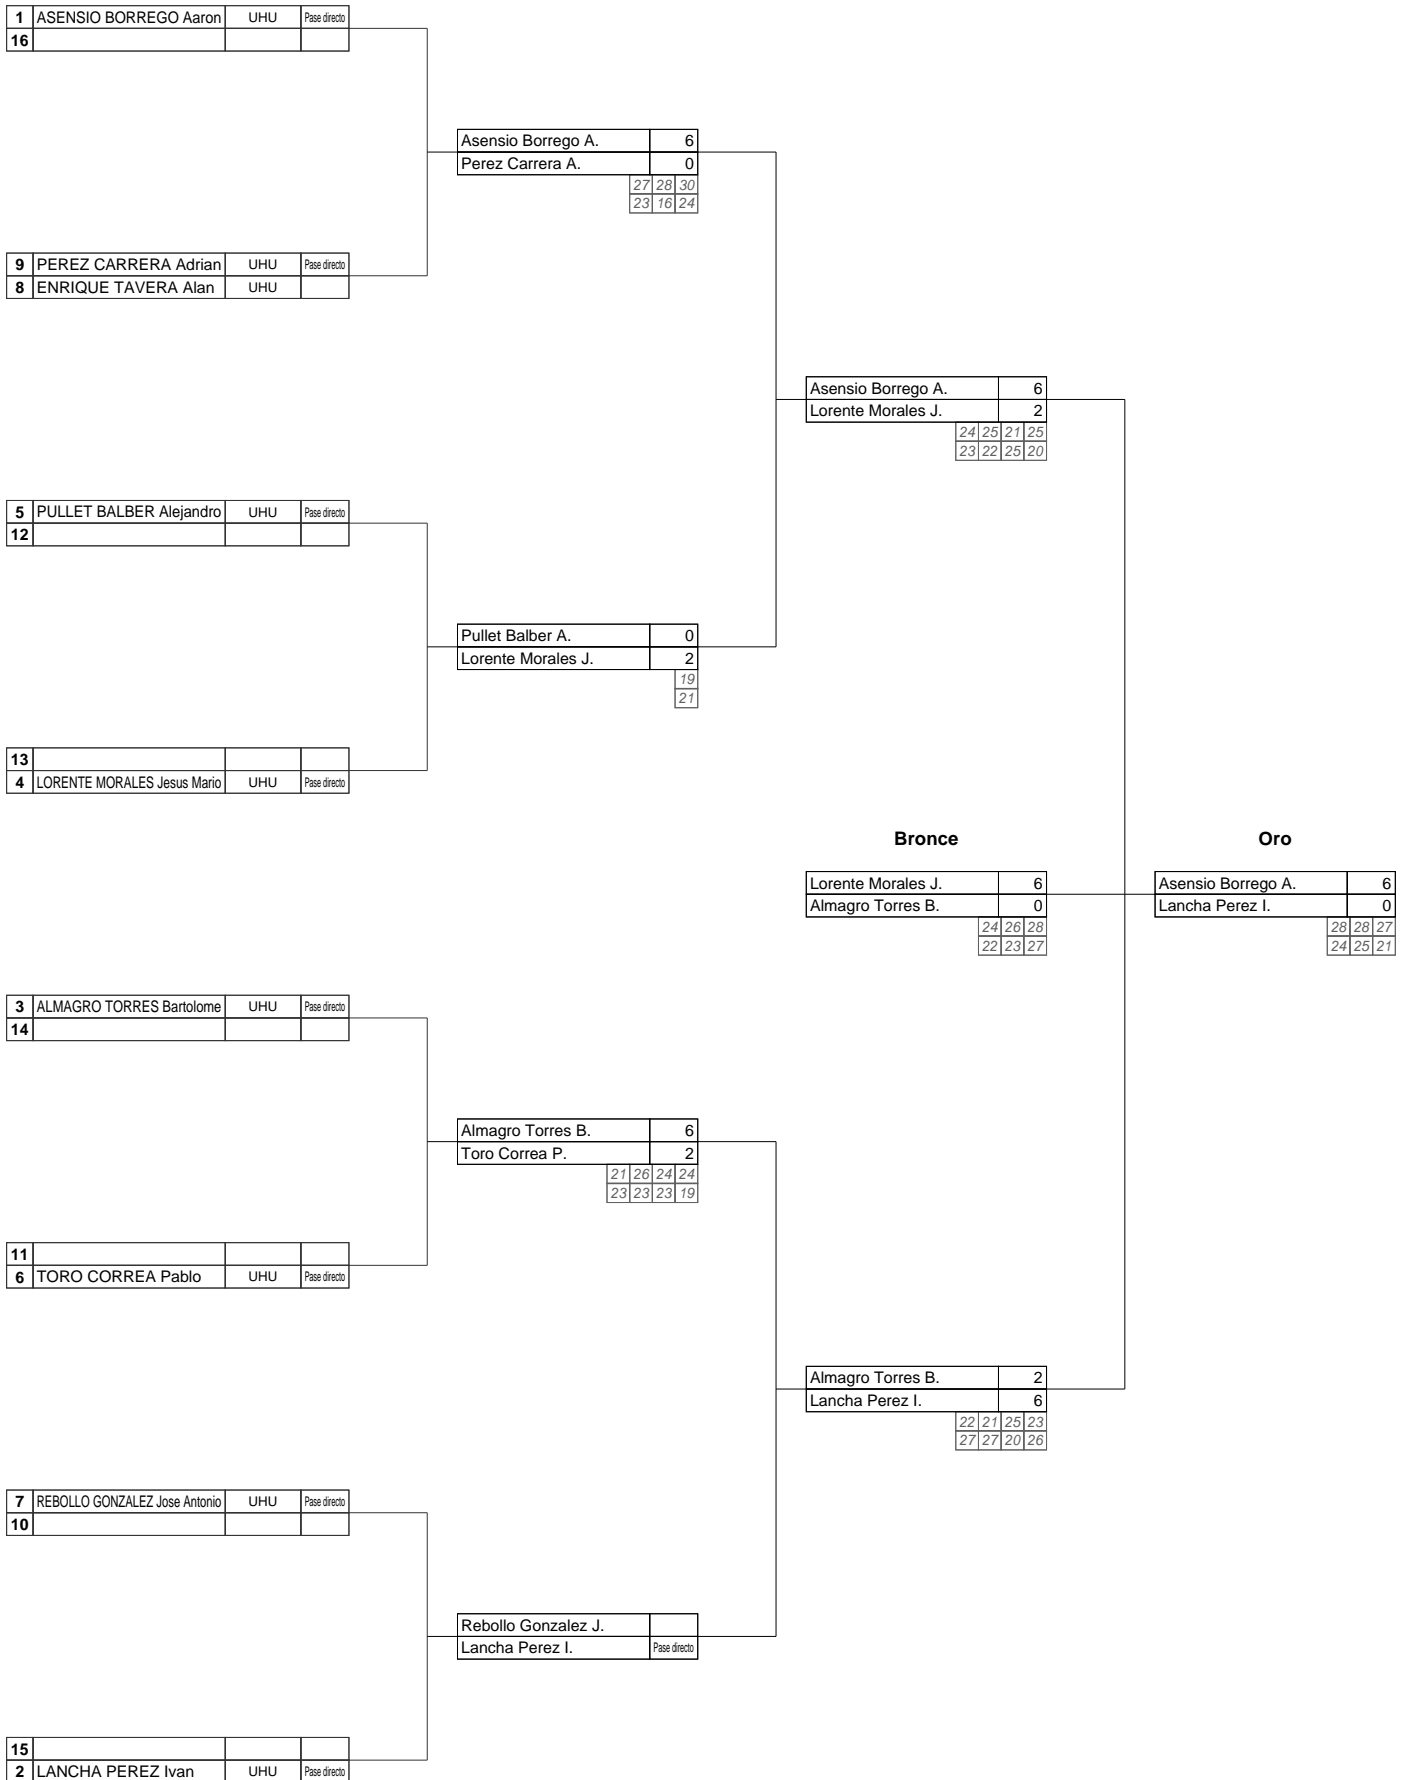 1 ASENSIO BORREGO Aaron UHU Pase directo
16
Asensio Borrego A. 6
Perez Carrera A. 0
27 28 30
23 16 24
9 PEREZ CARRERA Adrian UHU Pase directo
8 ENRIQUE TAVERA Alan UHU
Asensio Borrego A. 6
Lorente Morales J. 2
24 25 21 25
23 22 25 20
5 PULLET BALBER Alejandro UHU Pase directo
12
Pullet Balber A. 0
Lorente Morales J. 2
19
21
13
4 LORENTE MORALES Jesus Mario UHU Pase directo
Bronce Oro
Lorente Morales J. 6 Asensio Borrego A. 6
Almagro Torres B. 0 Lancha Perez I. 0
24 26 28 28 28 27
22 23 27 24 25 21
3 ALMAGRO TORRES Bartolome UHU Pase directo
14
Almagro Torres B. 6
Toro Correa P. 2
21 26 24 24
23 23 23 19
11
6 TORO CORREA Pablo UHU Pase directo
Almagro Torres B. 2
Lancha Perez I. 6
22 21 25 23
27 27 20 26
7 REBOLLO GONZALEZ Jose Antonio UHU Pase directo
10
Rebollo Gonzalez J.
Lancha Perez I. Pase directo
15
2 LANCHA PEREZ Ivan UHU Pase directo